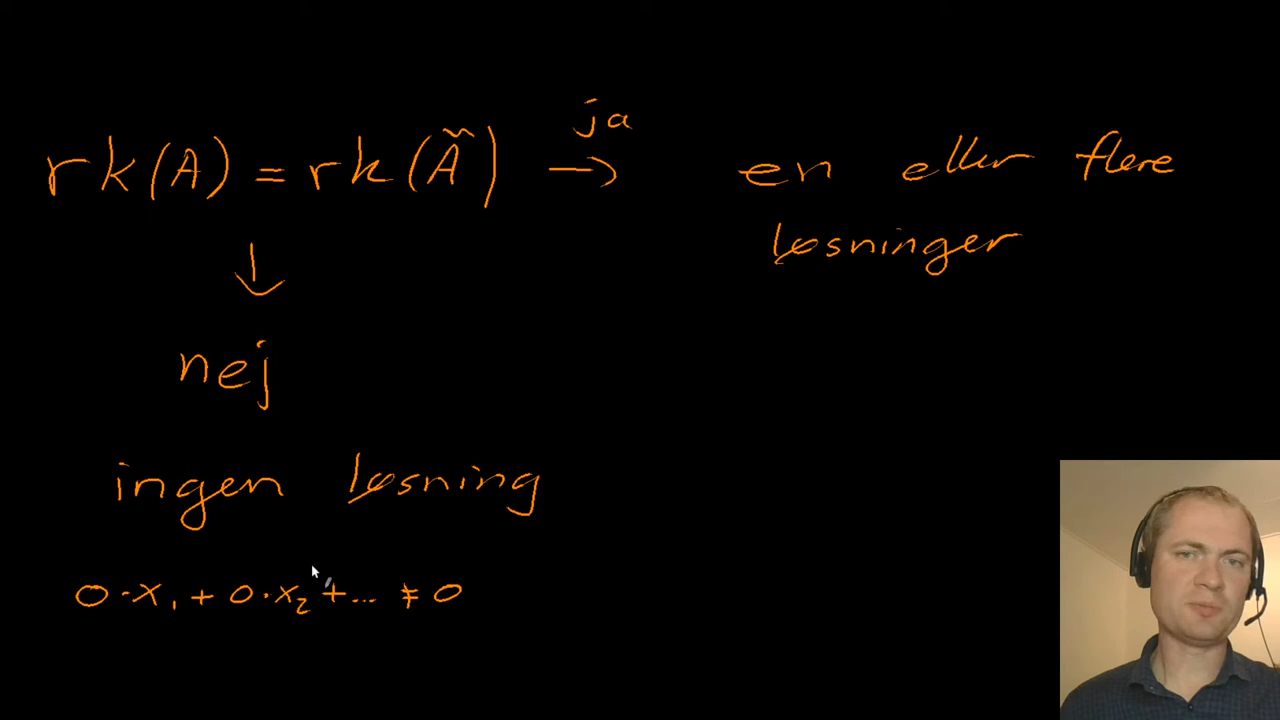 ja
rk(A) = rk(Ã) → en eller flere
løsninger
↓
nej
ingen løsning
0·x₁ + 0·x₂ + ... ≠ 0